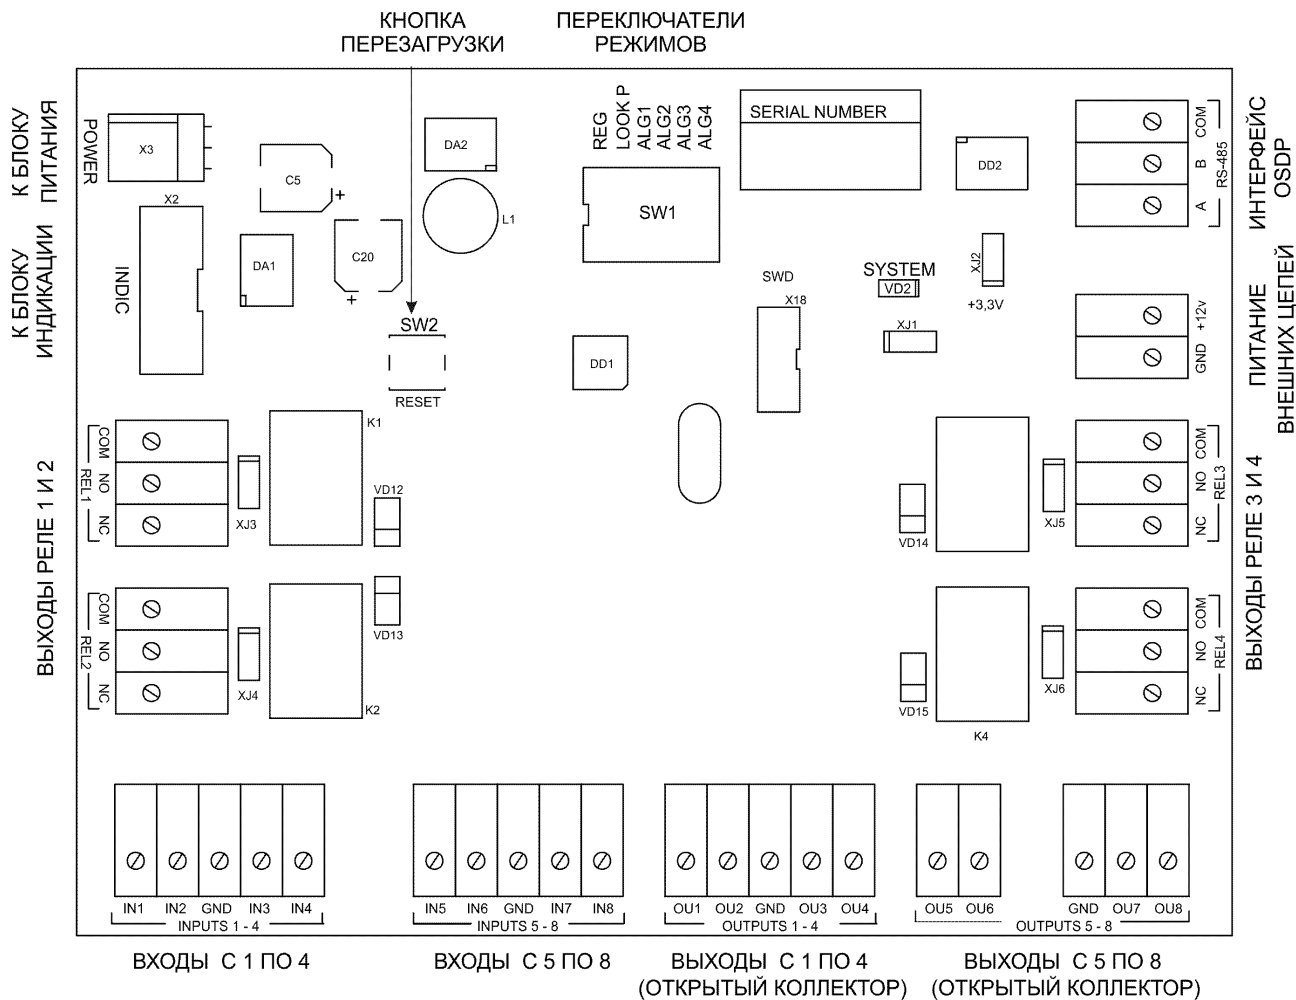 КНОПКА
ПЕРЕЗАГРУЗКИ
ПЕРЕКЛЮЧАТЕЛИ
РЕЖИМОВ
К БЛОКУ
ПИТАНИЯ
POWER
X3
C5
+
DA2
L1
REG
LOOK P
ALG1
ALG2
ALG3
ALG4
SW1
SERIAL NUMBER
DD2
COM
B
A
RS-485
ИНТЕРФЕЙС
OSDP
К БЛОКУ
ИНДИКАЦИИ
X2
INDIC
DA1
C20
+
SW2
RESET
DD1
SWD
X18
SYSTEM
VD2
XJ1
XJ2
+3,3V
+12v
GND
ПИТАНИЕ
ВНЕШНИХ ЦЕПЕЙ
ВЫХОДЫ РЕЛЕ 1 И 2
COM
NO
NC
REL1
XJ3
K1
VD12
COM
NO
NC
REL2
XJ4
K2
VD13
VD14
XJ5
COM
NO
NC
REL3
VD15
K4
XJ6
COM
NO
NC
REL4
ВЫХОДЫ РЕЛЕ 3 И 4
IN1 IN2 GND IN3 IN4
INPUTS 1 - 4
IN5 IN6 GND IN7 IN8
INPUTS 5 - 8
OU1 OU2 GND OU3 OU4
OUTPUTS 1 - 4
OU5 OU6 GND OU7 OU8
OUTPUTS 5 - 8
ВХОДЫ С 1 ПО 4
ВХОДЫ С 5 ПО 8
ВЫХОДЫ С 1 ПО 4
(ОТКРЫТЫЙ КОЛЛЕКТОР)
ВЫХОДЫ С 5 ПО 8
(ОТКРЫТЫЙ КОЛЛЕКТОР)